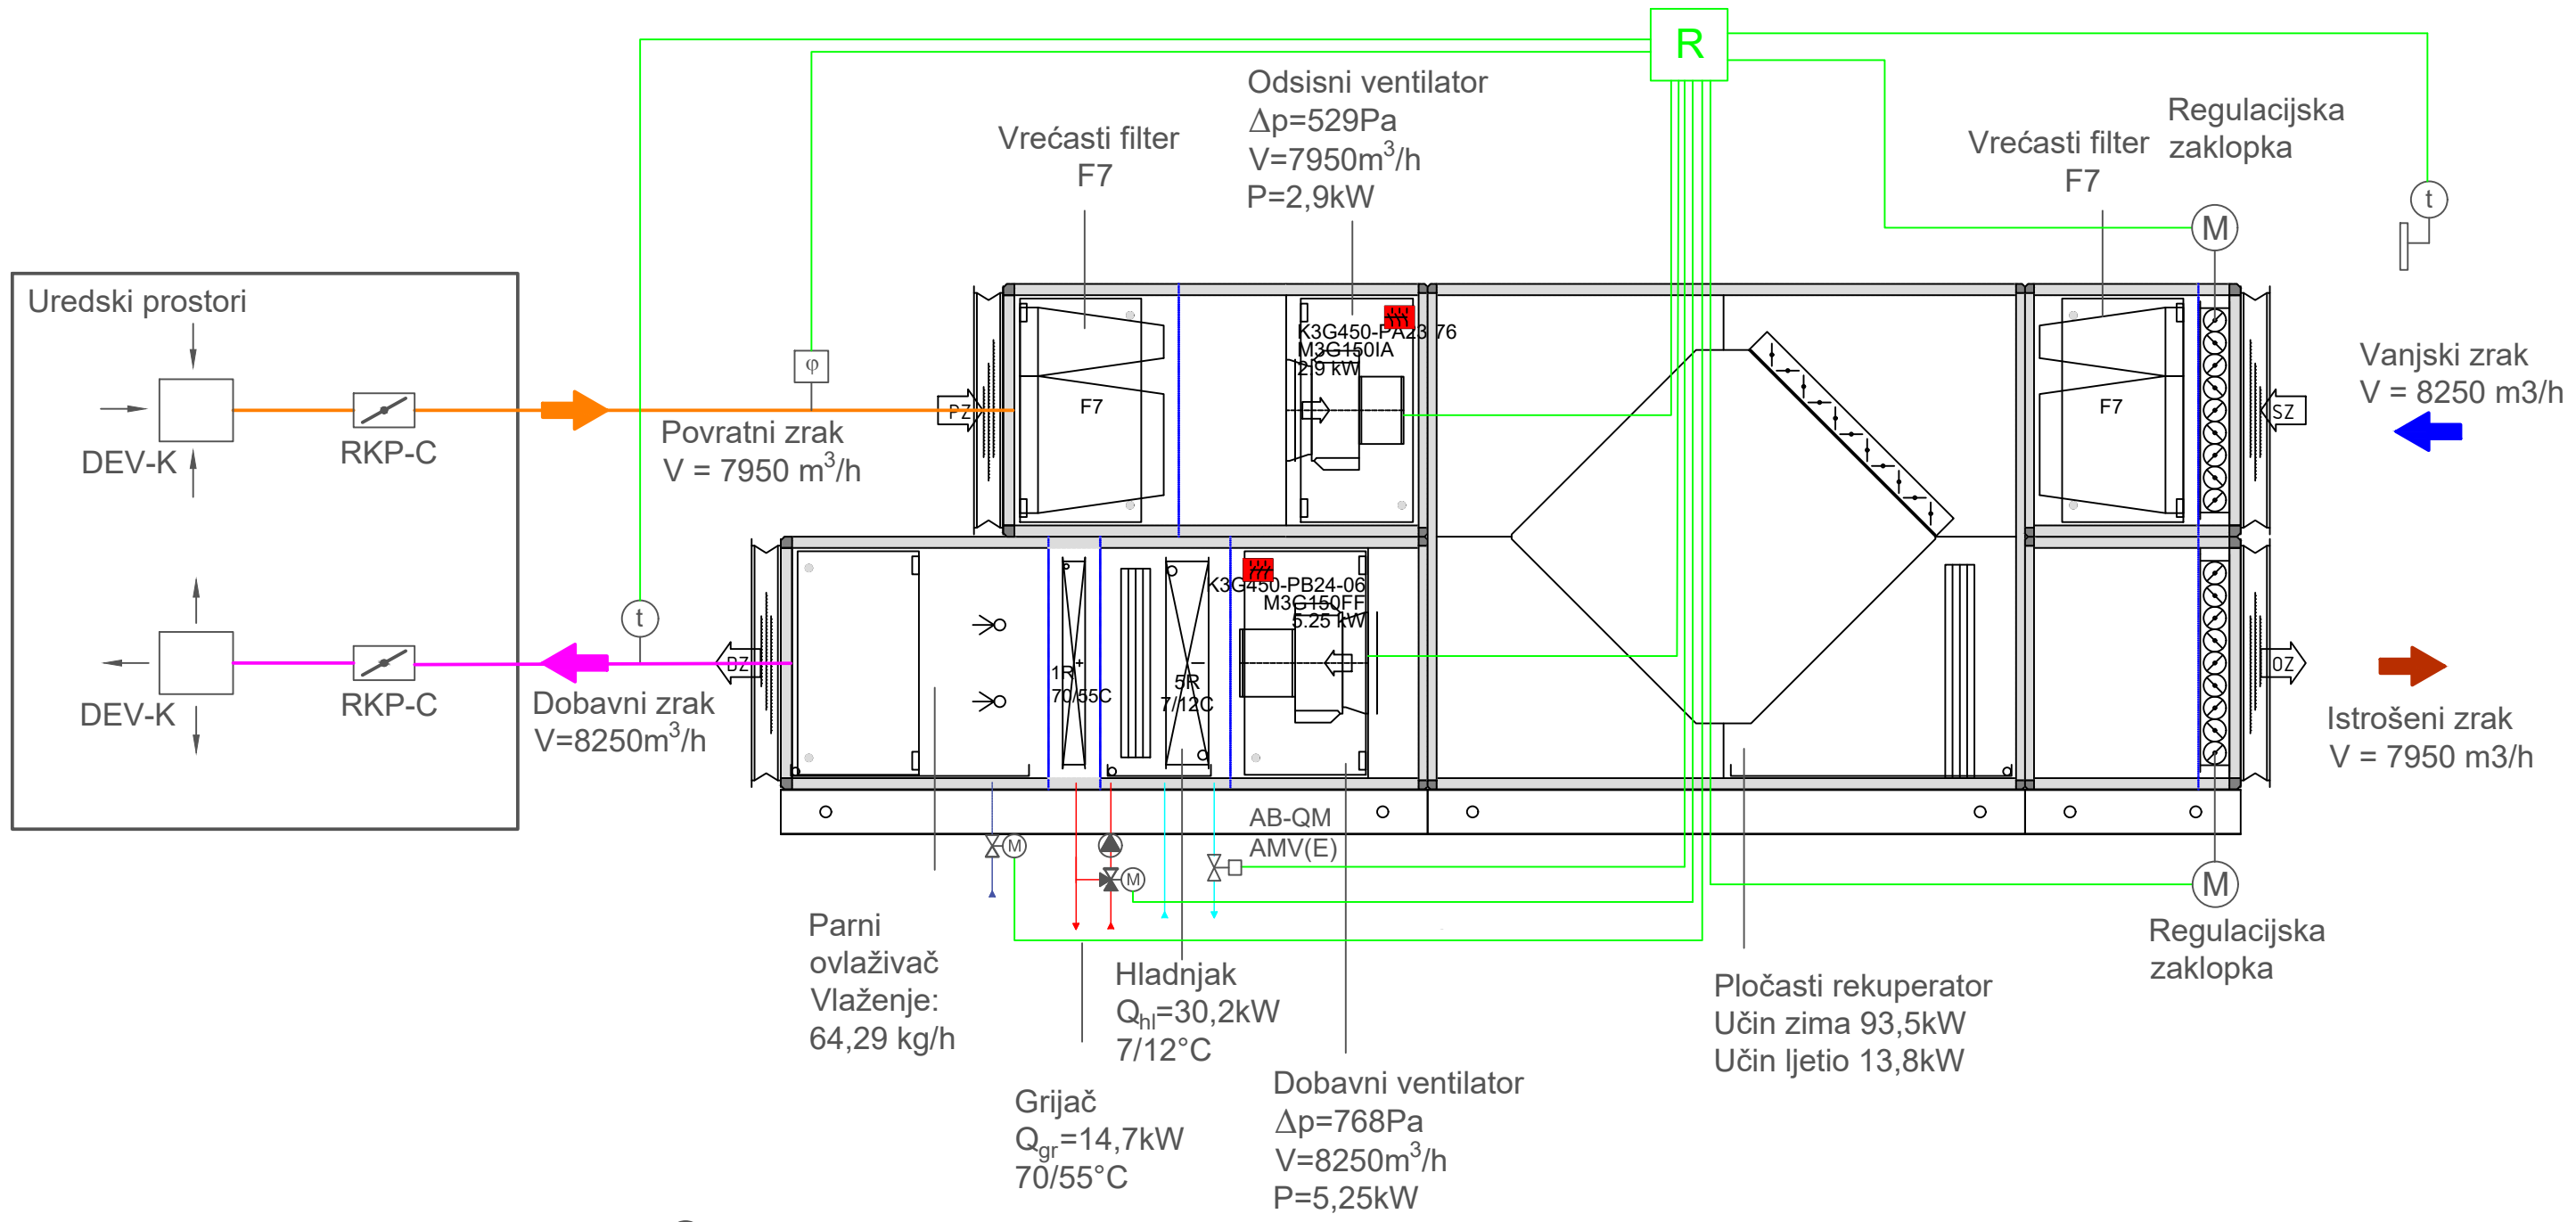 R
Odsisni ventilator
Δp=529Pa
V=7950m³/h
P=2,9kW
Vrećasti filter
F7
Regulacijska
zaklopka
Vrećasti filter
F7
t
M
Uredski prostori
K3G450-PA23-76
M3G150IA
2.9 kW
φ
F7
F7
PZ
SZ
Vanjski zrak
V = 8250 m3/h
DEV-K
RKP-C
Povratni zrak
V = 7950 m³/h
K3G450-PB24-06
M3G150FF
5.25 kW
t
1R
+
70/55C
5R
–
7/12C
DZ
OZ
DEV-K
RKP-C
Dobavni zrak
V=8250m³/h
Istrošeni zrak
V = 7950 m3/h
AB-QM
AMV(E)
M
M
M
Parni
ovlaživač
Vlaženje:
64,29 kg/h
Hladnjak
Qhl=30,2kW
7/12°C
Regulacijska
zaklopka
Pločasti rekuperator
Učin zima 93,5kW
Učin ljetio 13,8kW
Grijač
Qgr=14,7kW
70/55°C
Dobavni ventilator
Δp=768Pa
V=8250m³/h
P=5,25kW